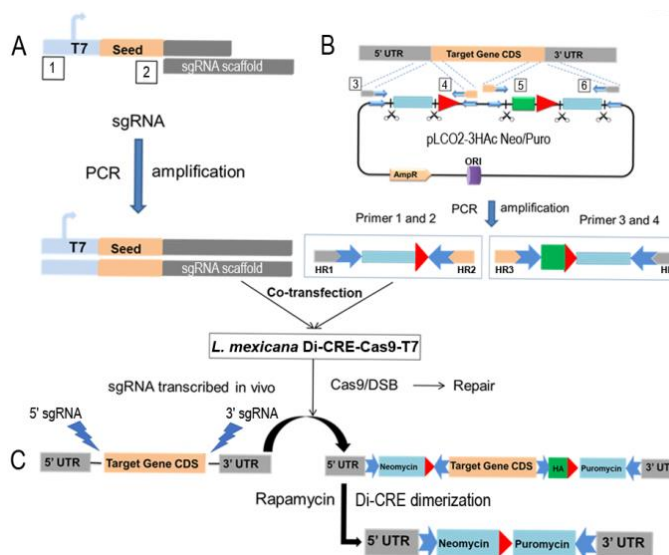 A
T7 Seed
1 2
sgRNA scaffold
sgRNA
PCR amplification
T7 Seed
sgRNA scaffold
B
5' UTR Target Gene CDS 3' UTR
3 4 5 6
pLCO2-3HAc Neo/Puro
AmpR ORI
PCR amplification
Primer 1 and 2 Primer 3 and 4
HR1 HR2 HR3
Co-transfection
L. mexicana Di-CRE-Cas9-T7
sgRNA transcribed in vivo
Cas9/DSB Repair
5' sgRNA 3' sgRNA
C
5' UTR Target Gene CDS 3' UTR
5' UTR Neomycin Target Gene CDS HA Puromycin
Rapamycin Di-CRE dimerization
5' UTR Neomycin Puromycin 3' UTR